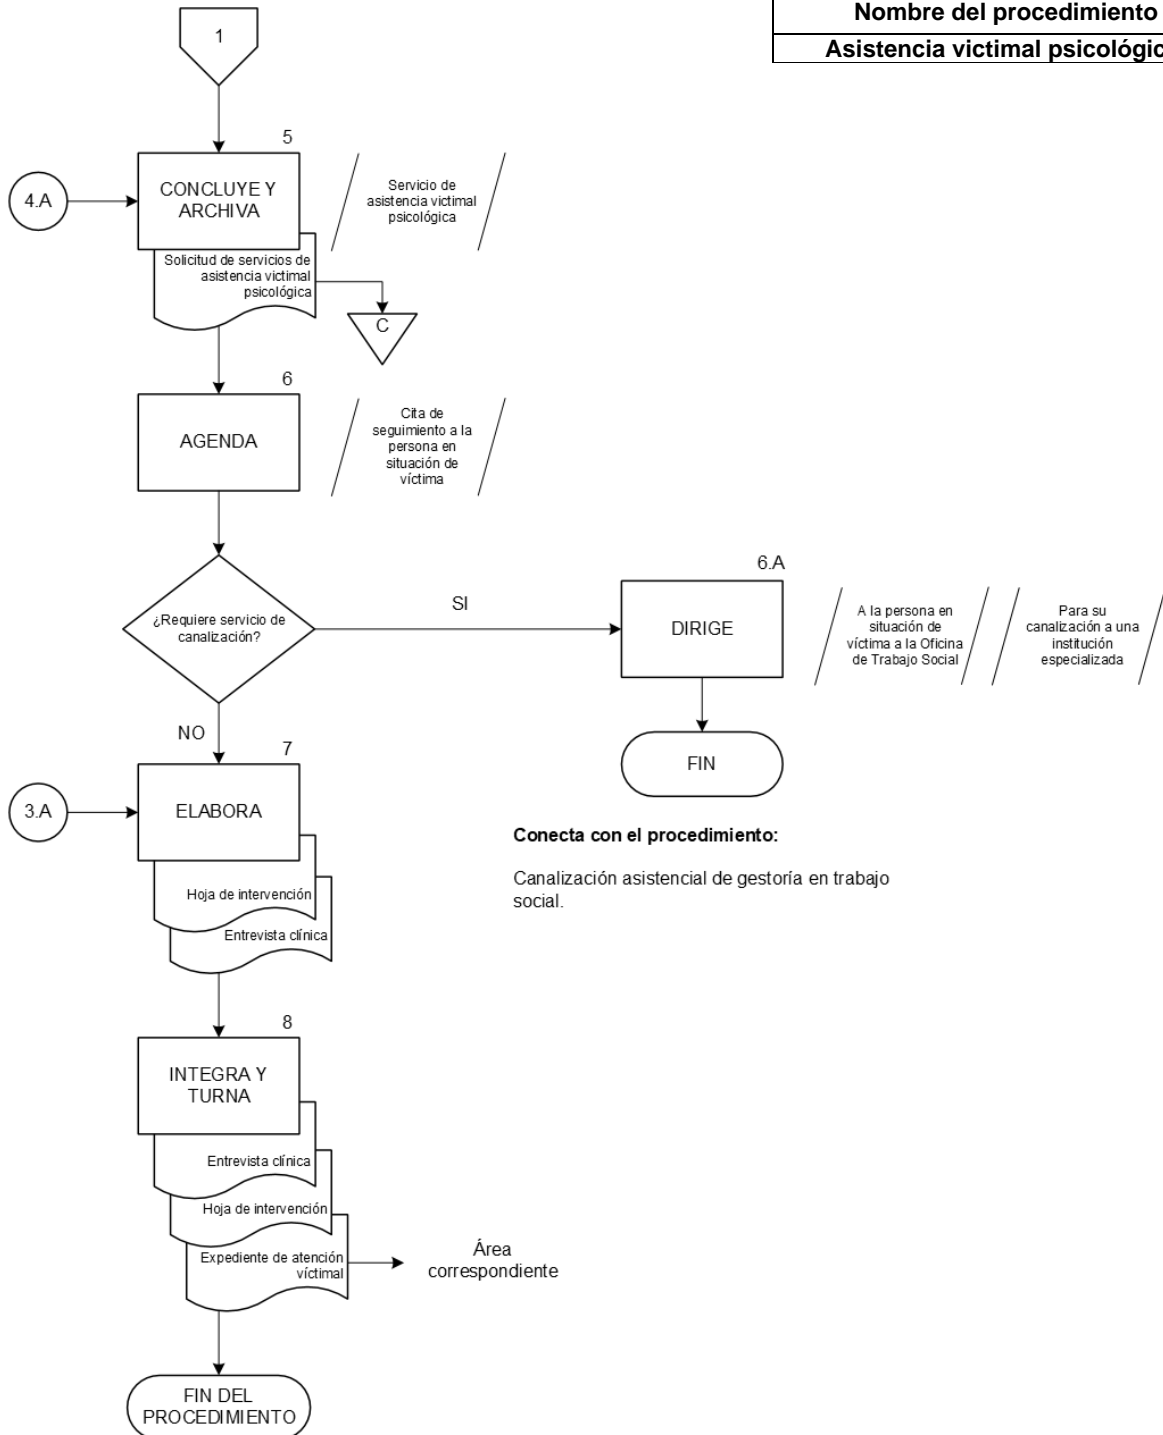 Nombre del procedimiento
Asistencia victimal psicológic
1
5
4.A
CONCLUYE Y
ARCHIVA
Servicio de
asistencia victimal
psicológica
Solicitud de servicios de
asistencia victimal
psicológica
C
6
AGENDA
Cita de
seguimiento a la
persona en
situación de
víctima
¿Requiere servicio de
canalización?
SI
6.A
DIRIGE
A la persona en
situación de
víctima a la Oficina
de Trabajo Social
Para su
canalización a una
institución
especializada
FIN
NO
7
3.A
ELABORA
Hoja de intervención
Entrevista clínica
Conecta con el procedimiento:
Canalización asistencial de gestoría en trabajo
social.
8
INTEGRA Y
TURNA
Entrevista clínica
Hoja de intervención
Expediente de atención
víctimal
Área
correspondiente
FIN DEL
PROCEDIMIENTO